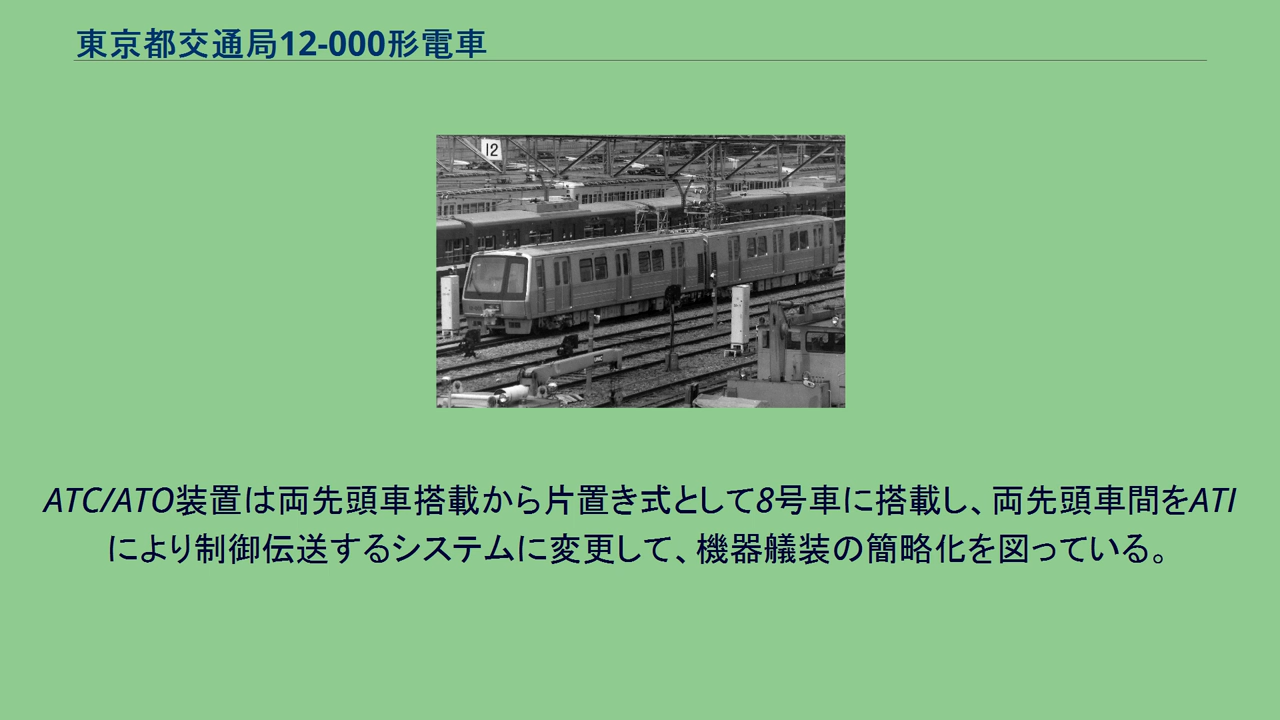 東京都交通局12-000形電車
12
ATC/ATO装置は両先頭車搭載から片置き式として8号車に搭載し、両先頭車間をATI
により制御伝送するシステムに変更して、機器艤装の簡略化を図っている。